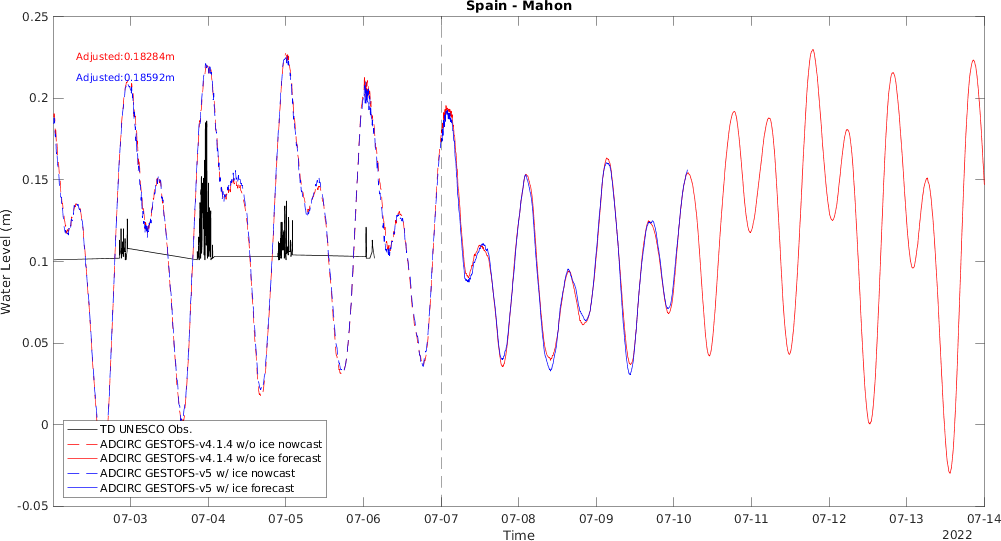 Spain - Mahon
0.25
0.2
0.15
0.1
0.05
0
-0.05
Water Level (m)
Adjusted:0.18284m
Adjusted:0.18592m
TD UNESCO Obs.
ADCIRC GESTOFS-v4.1.4 w/o ice nowcast
ADCIRC GESTOFS-v4.1.4 w/o ice forecast
ADCIRC GESTOFS-v5 w/ ice nowcast
ADCIRC GESTOFS-v5 w/ ice forecast
07-03 07-04 07-05 07-06 07-07 07-08 07-09 07-10 07-11 07-12 07-13 07-14
Time
2022